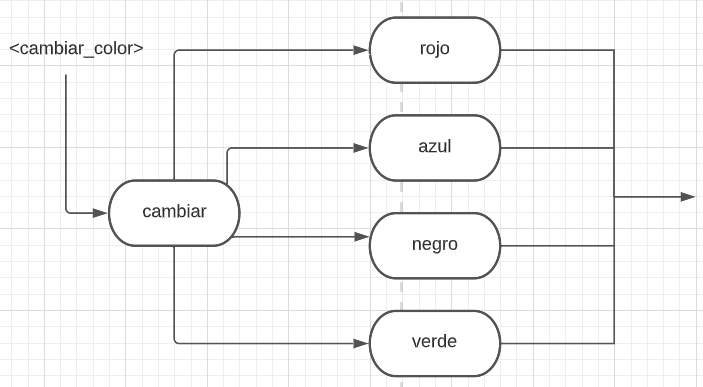 <cambiar_color>
rojo
azul
cambiar
negro
verde